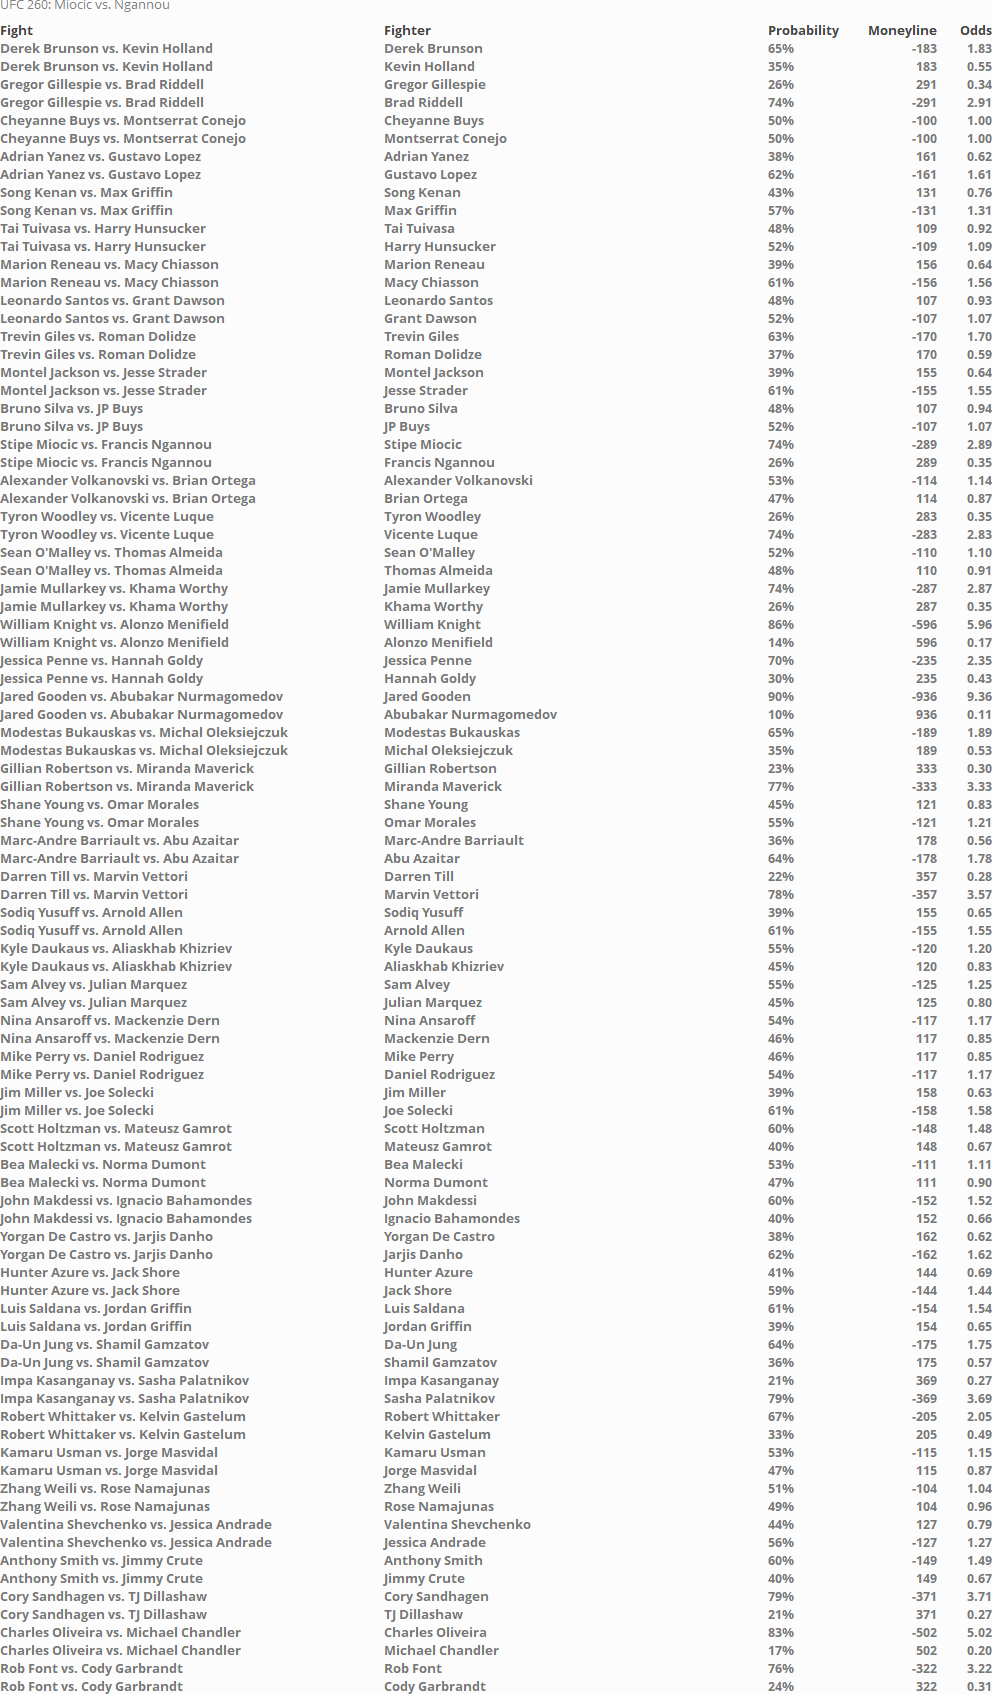 UFC 260: Miocic vs. Ngannou
Fight Fighter Probability Moneyline Odds
Derek Brunson vs. Kevin Holland Derek Brunson 65% -183 1.83
Derek Brunson vs. Kevin Holland Kevin Holland 35% 183 0.55
Gregor Gillespie vs. Brad Riddell Gregor Gillespie 26% 291 0.34
Gregor Gillespie vs. Brad Riddell Brad Riddell 74% -291 2.91
Cheyanne Buys vs. Montserrat Conejo Cheyanne Buys 50% -100 1.00
Cheyanne Buys vs. Montserrat Conejo Montserrat Conejo 50% -100 1.00
Adrian Yanez vs. Gustavo Lopez Adrian Yanez 38% 161 0.62
Adrian Yanez vs. Gustavo Lopez Gustavo Lopez 62% -161 1.61
Song Kenan vs. Max Griffin Song Kenan 43% 131 0.76
Song Kenan vs. Max Griffin Max Griffin 57% -131 1.31
Tai Tuivasa vs. Harry Hunsucker Tai Tuivasa 48% 109 0.92
Tai Tuivasa vs. Harry Hunsucker Harry Hunsucker 52% -109 1.09
Marion Reneau vs. Macy Chiasson Marion Reneau 39% 156 0.64
Marion Reneau vs. Macy Chiasson Macy Chiasson 61% -156 1.56
Leonardo Santos vs. Grant Dawson Leonardo Santos 48% 107 0.93
Leonardo Santos vs. Grant Dawson Grant Dawson 52% -107 1.07
Trevin Giles vs. Roman Dolidze Trevin Giles 63% -170 1.70
Trevin Giles vs. Roman Dolidze Roman Dolidze 37% 170 0.59
Montel Jackson vs. Jesse Strader Montel Jackson 39% 155 0.64
Montel Jackson vs. Jesse Strader Jesse Strader 61% -155 1.55
Bruno Silva vs. JP Buys Bruno Silva 48% 107 0.94
Bruno Silva vs. JP Buys JP Buys 52% -107 1.07
Stipe Miocic vs. Francis Ngannou Stipe Miocic 74% -289 2.89
Stipe Miocic vs. Francis Ngannou Francis Ngannou 26% 289 0.35
Alexander Volkanovski vs. Brian Ortega Alexander Volkanovski 53% -114 1.14
Alexander Volkanovski vs. Brian Ortega Brian Ortega 47% 114 0.87
Tyron Woodley vs. Vicente Luque Tyron Woodley 26% 283 0.35
Tyron Woodley vs. Vicente Luque Vicente Luque 74% -283 2.83
Sean O'Malley vs. Thomas Almeida Sean O'Malley 52% -110 1.10
Sean O'Malley vs. Thomas Almeida Thomas Almeida 48% 110 0.91
Jamie Mullarkey vs. Khama Worthy Jamie Mullarkey 74% -287 2.87
Jamie Mullarkey vs. Khama Worthy Khama Worthy 26% 287 0.35
William Knight vs. Alonzo Menifield William Knight 86% -596 5.96
William Knight vs. Alonzo Menifield Alonzo Menifield 14% 596 0.17
Jessica Penne vs. Hannah Goldy Jessica Penne 70% -235 2.35
Jessica Penne vs. Hannah Goldy Hannah Goldy 30% 235 0.43
Jared Gooden vs. Abubakar Nurmagomedov Jared Gooden 90% -936 9.36
Jared Gooden vs. Abubakar Nurmagomedov Abubakar Nurmagomedov 10% 936 0.11
Modestas Bukauskas vs. Michal Oleksiejczuk Modestas Bukauskas 65% -189 1.89
Modestas Bukauskas vs. Michal Oleksiejczuk Michal Oleksiejczuk 35% 189 0.53
Gillian Robertson vs. Miranda Maverick Gillian Robertson 23% 333 0.30
Gillian Robertson vs. Miranda Maverick Miranda Maverick 77% -333 3.33
Shane Young vs. Omar Morales Shane Young 45% 121 0.83
Shane Young vs. Omar Morales Omar Morales 55% -121 1.21
Marc-Andre Barriault vs. Abu Azaitar Marc-Andre Barriault 36% 178 0.56
Marc-Andre Barriault vs. Abu Azaitar Abu Azaitar 64% -178 1.78
Darren Till vs. Marvin Vettori Darren Till 22% 357 0.28
Darren Till vs. Marvin Vettori Marvin Vettori 78% -357 3.57
Sodiq Yusuff vs. Arnold Allen Sodiq Yusuff 39% 155 0.65
Sodiq Yusuff vs. Arnold Allen Arnold Allen 61% -155 1.55
Kyle Daukaus vs. Aliaskhab Khizriev Kyle Daukaus 55% -120 1.20
Kyle Daukaus vs. Aliaskhab Khizriev Aliaskhab Khizriev 45% 120 0.83
Sam Alvey vs. Julian Marquez Sam Alvey 55% -125 1.25
Sam Alvey vs. Julian Marquez Julian Marquez 45% 125 0.80
Nina Ansaroff vs. Mackenzie Dern Nina Ansaroff 54% -117 1.17
Nina Ansaroff vs. Mackenzie Dern Mackenzie Dern 46% 117 0.85
Mike Perry vs. Daniel Rodriguez Mike Perry 46% 117 0.85
Mike Perry vs. Daniel Rodriguez Daniel Rodriguez 54% -117 1.17
Jim Miller vs. Joe Solecki Jim Miller 39% 158 0.63
Jim Miller vs. Joe Solecki Joe Solecki 61% -158 1.58
Scott Holtzman vs. Mateusz Gamrot Scott Holtzman 60% -148 1.48
Scott Holtzman vs. Mateusz Gamrot Mateusz Gamrot 40% 148 0.67
Bea Malecki vs. Norma Dumont Bea Malecki 53% -111 1.11
Bea Malecki vs. Norma Dumont Norma Dumont 47% 111 0.90
John Makdessi vs. Ignacio Bahamondes John Makdessi 60% -152 1.52
John Makdessi vs. Ignacio Bahamondes Ignacio Bahamondes 40% 152 0.66
Yorgan De Castro vs. Jarjis Danho Yorgan De Castro 38% 162 0.62
Yorgan De Castro vs. Jarjis Danho Jarjis Danho 62% -162 1.62
Hunter Azure vs. Jack Shore Hunter Azure 41% 144 0.69
Hunter Azure vs. Jack Shore Jack Shore 59% -144 1.44
Luis Saldana vs. Jordan Griffin Luis Saldana 61% -154 1.54
Luis Saldana vs. Jordan Griffin Jordan Griffin 39% 154 0.65
Da-Un Jung vs. Shamil Gamzatov Da-Un Jung 64% -175 1.75
Da-Un Jung vs. Shamil Gamzatov Shamil Gamzatov 36% 175 0.57
Impa Kasanganay vs. Sasha Palatnikov Impa Kasanganay 21% 369 0.27
Impa Kasanganay vs. Sasha Palatnikov Sasha Palatnikov 79% -369 3.69
Robert Whittaker vs. Kelvin Gastelum Robert Whittaker 67% -205 2.05
Robert Whittaker vs. Kelvin Gastelum Kelvin Gastelum 33% 205 0.49
Kamaru Usman vs. Jorge Masvidal Kamaru Usman 53% -115 1.15
Kamaru Usman vs. Jorge Masvidal Jorge Masvidal 47% 115 0.87
Zhang Weili vs. Rose Namajunas Zhang Weili 51% -104 1.04
Zhang Weili vs. Rose Namajunas Rose Namajunas 49% 104 0.96
Valentina Shevchenko vs. Jessica Andrade Valentina Shevchenko 44% 127 0.79
Valentina Shevchenko vs. Jessica Andrade Jessica Andrade 56% -127 1.27
Anthony Smith vs. Jimmy Crute Anthony Smith 60% -149 1.49
Anthony Smith vs. Jimmy Crute Jimmy Crute 40% 149 0.67
Cory Sandhagen vs. TJ Dillashaw Cory Sandhagen 79% -371 3.71
Cory Sandhagen vs. TJ Dillashaw TJ Dillashaw 21% 371 0.27
Charles Oliveira vs. Michael Chandler Charles Oliveira 83% -502 5.02
Charles Oliveira vs. Michael Chandler Michael Chandler 17% 502 0.20
Rob Font vs. Cody Garbrandt Rob Font 76% -322 3.22
Rob Font vs. Cody Garbrandt Cody Garbrandt 24% 322 0.31